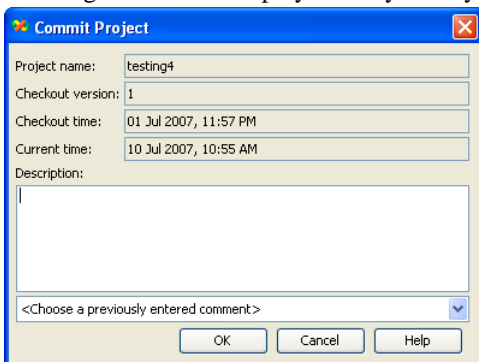 Commit Project
Project name: testing4
Checkout version: 1
Checkout time: 01 Jul 2007, 11:57 PM
Current time: 10 Jul 2007, 10:55 AM
Description:
<Choose a previously entered comment>
OK Cancel Help